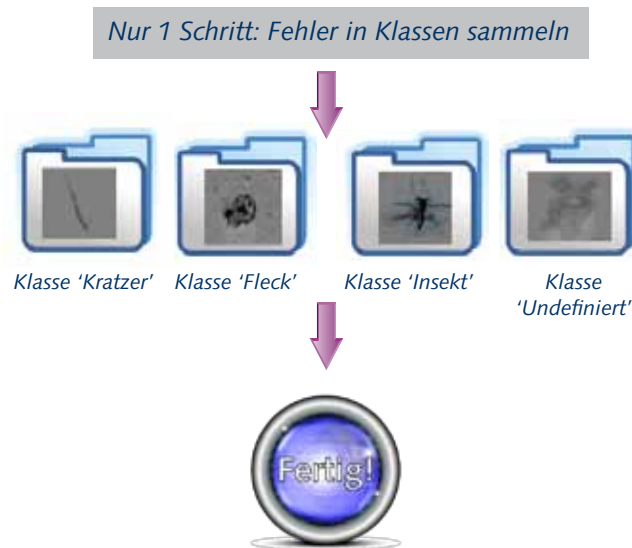 Nur 1 Schritt: Fehler in Klassen sammeln
Klasse ‘Kratzer’
Klasse ‘Fleck’
Klasse ‘Insekt’
Klasse
‘Undefiniert’
Fertig!